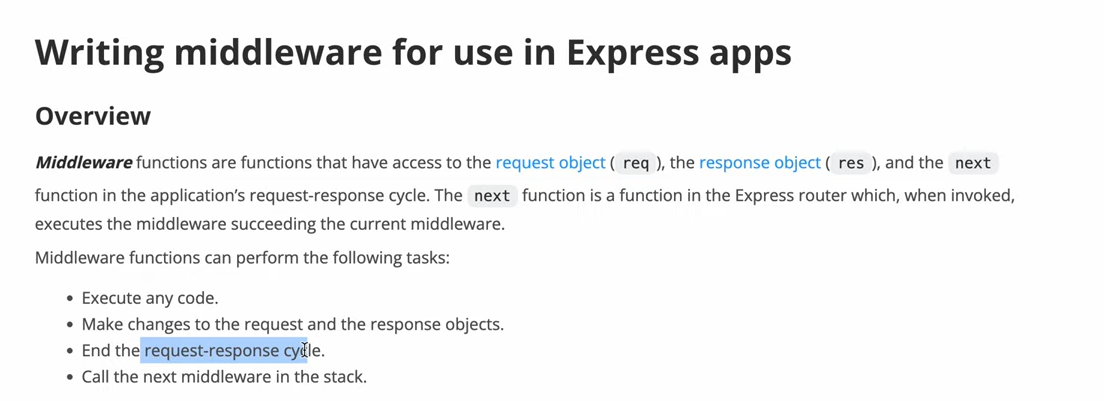 Writing middleware for use in Express apps
Overview
Middleware functions are functions that have access to the request object ( req ), the response object ( res ), and the next
function in the application’s request-response cycle. The next function is a function in the Express router which, when invoked,
executes the middleware succeeding the current middleware.
Middleware functions can perform the following tasks:
• Execute any code.
• Make changes to the request and the response objects.
• End the request-response cycle.
• Call the next middleware in the stack.